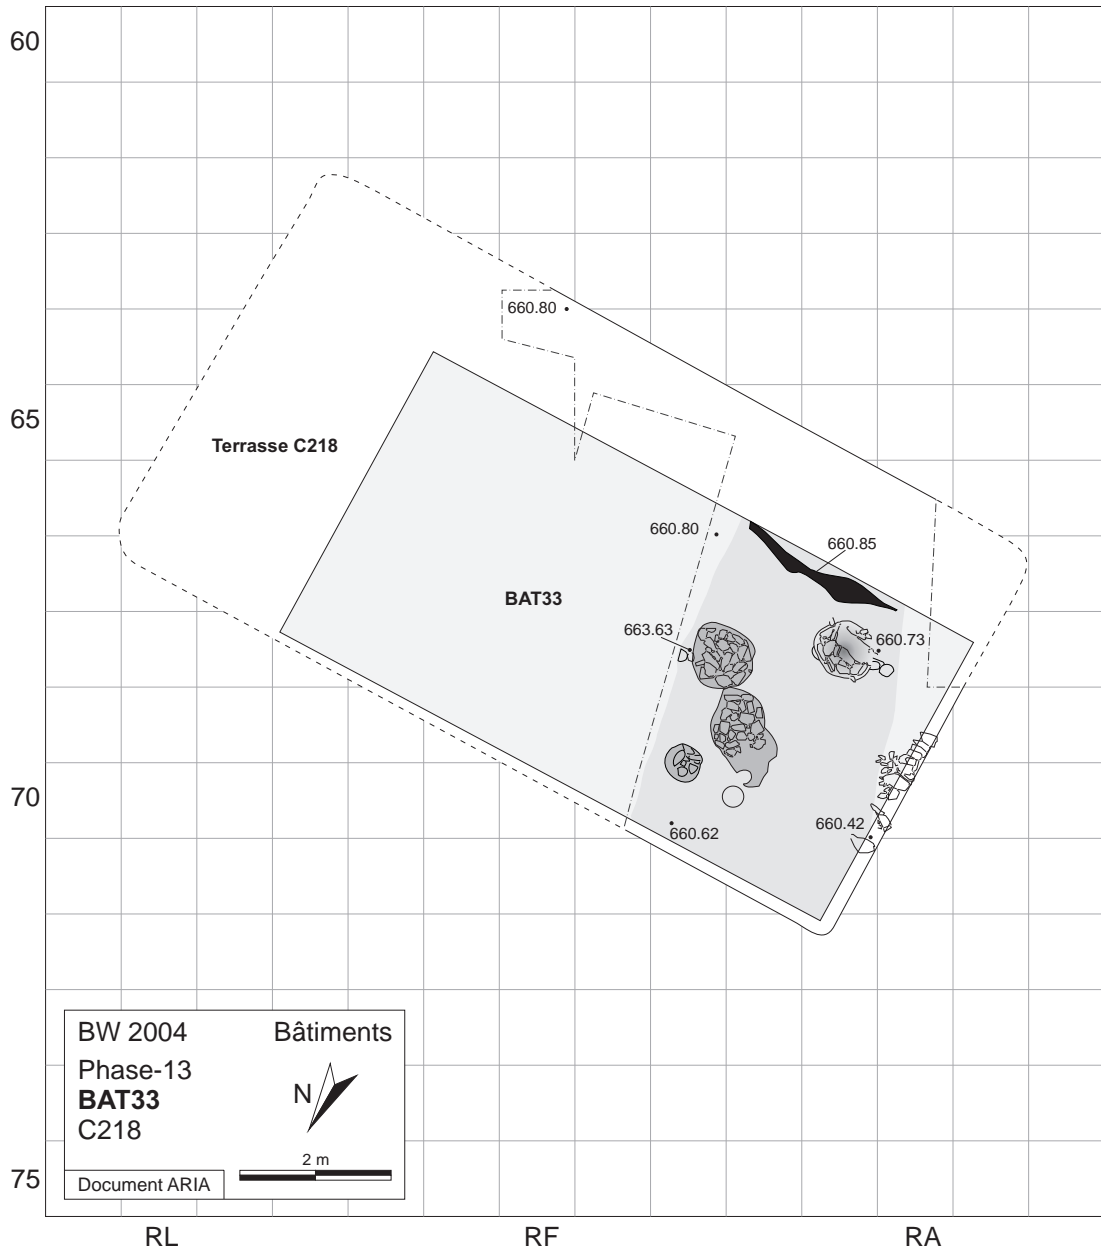 60
660.80
65
Terrasse C218
660.80
660.85
BAT33
663.63
660.73
70
660.42
660.62
BW 2004
Bâtiments
Phase-13
BAT33
C218
N
2 m
Document ARIA
75
RL
RF
RA